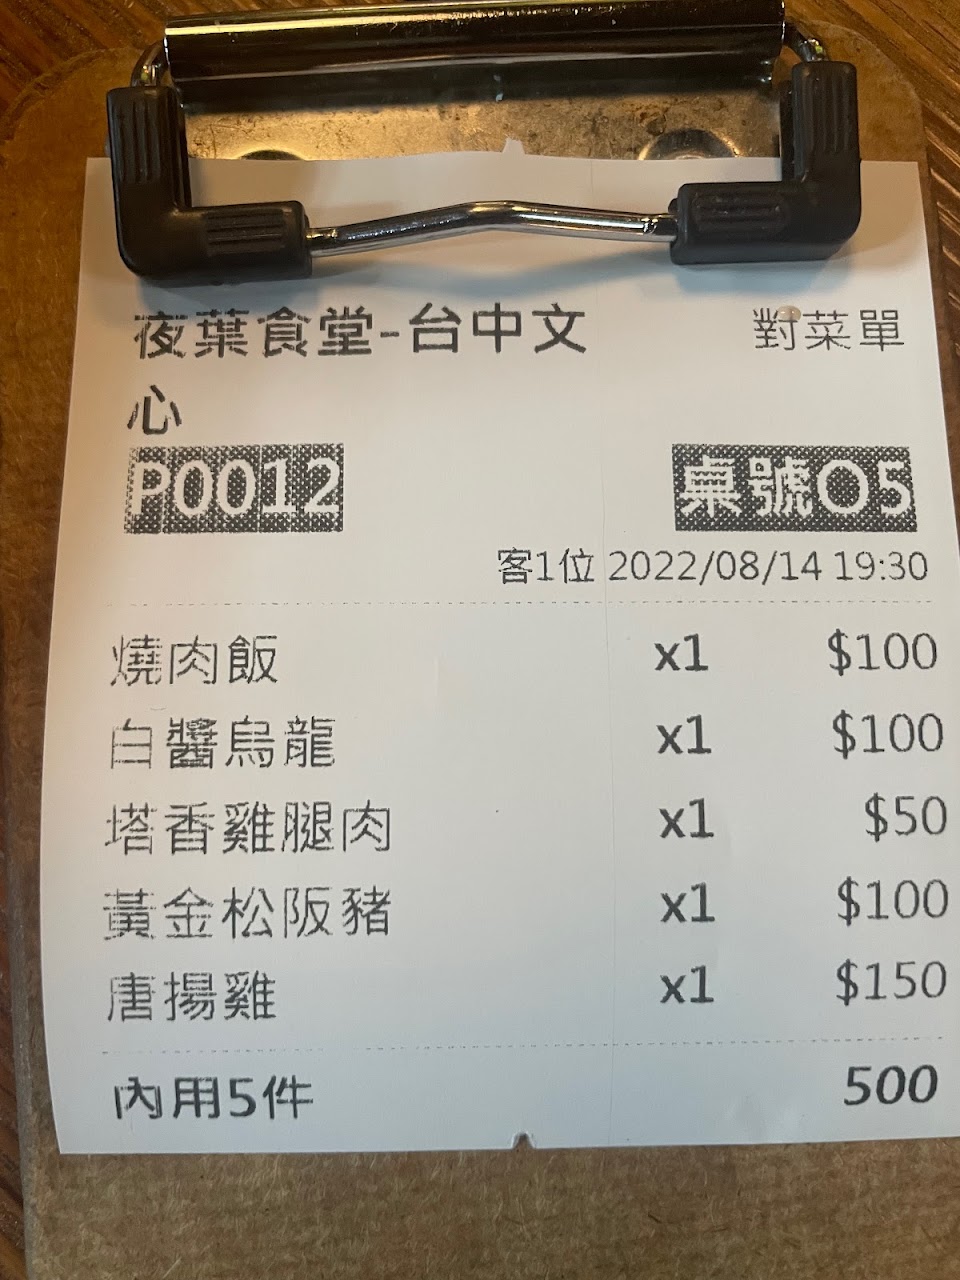 夜葉食堂-台中文 對菜單
心
P0012 桌號O5
客1位 2022/08/14 19:30
燒肉飯 x1 $100
白醬烏龍 x1 $100
塔香雞腿肉 x1 $50
黃金松阪豬 x1 $100
唐揚雞 x1 $150
內用5件 500